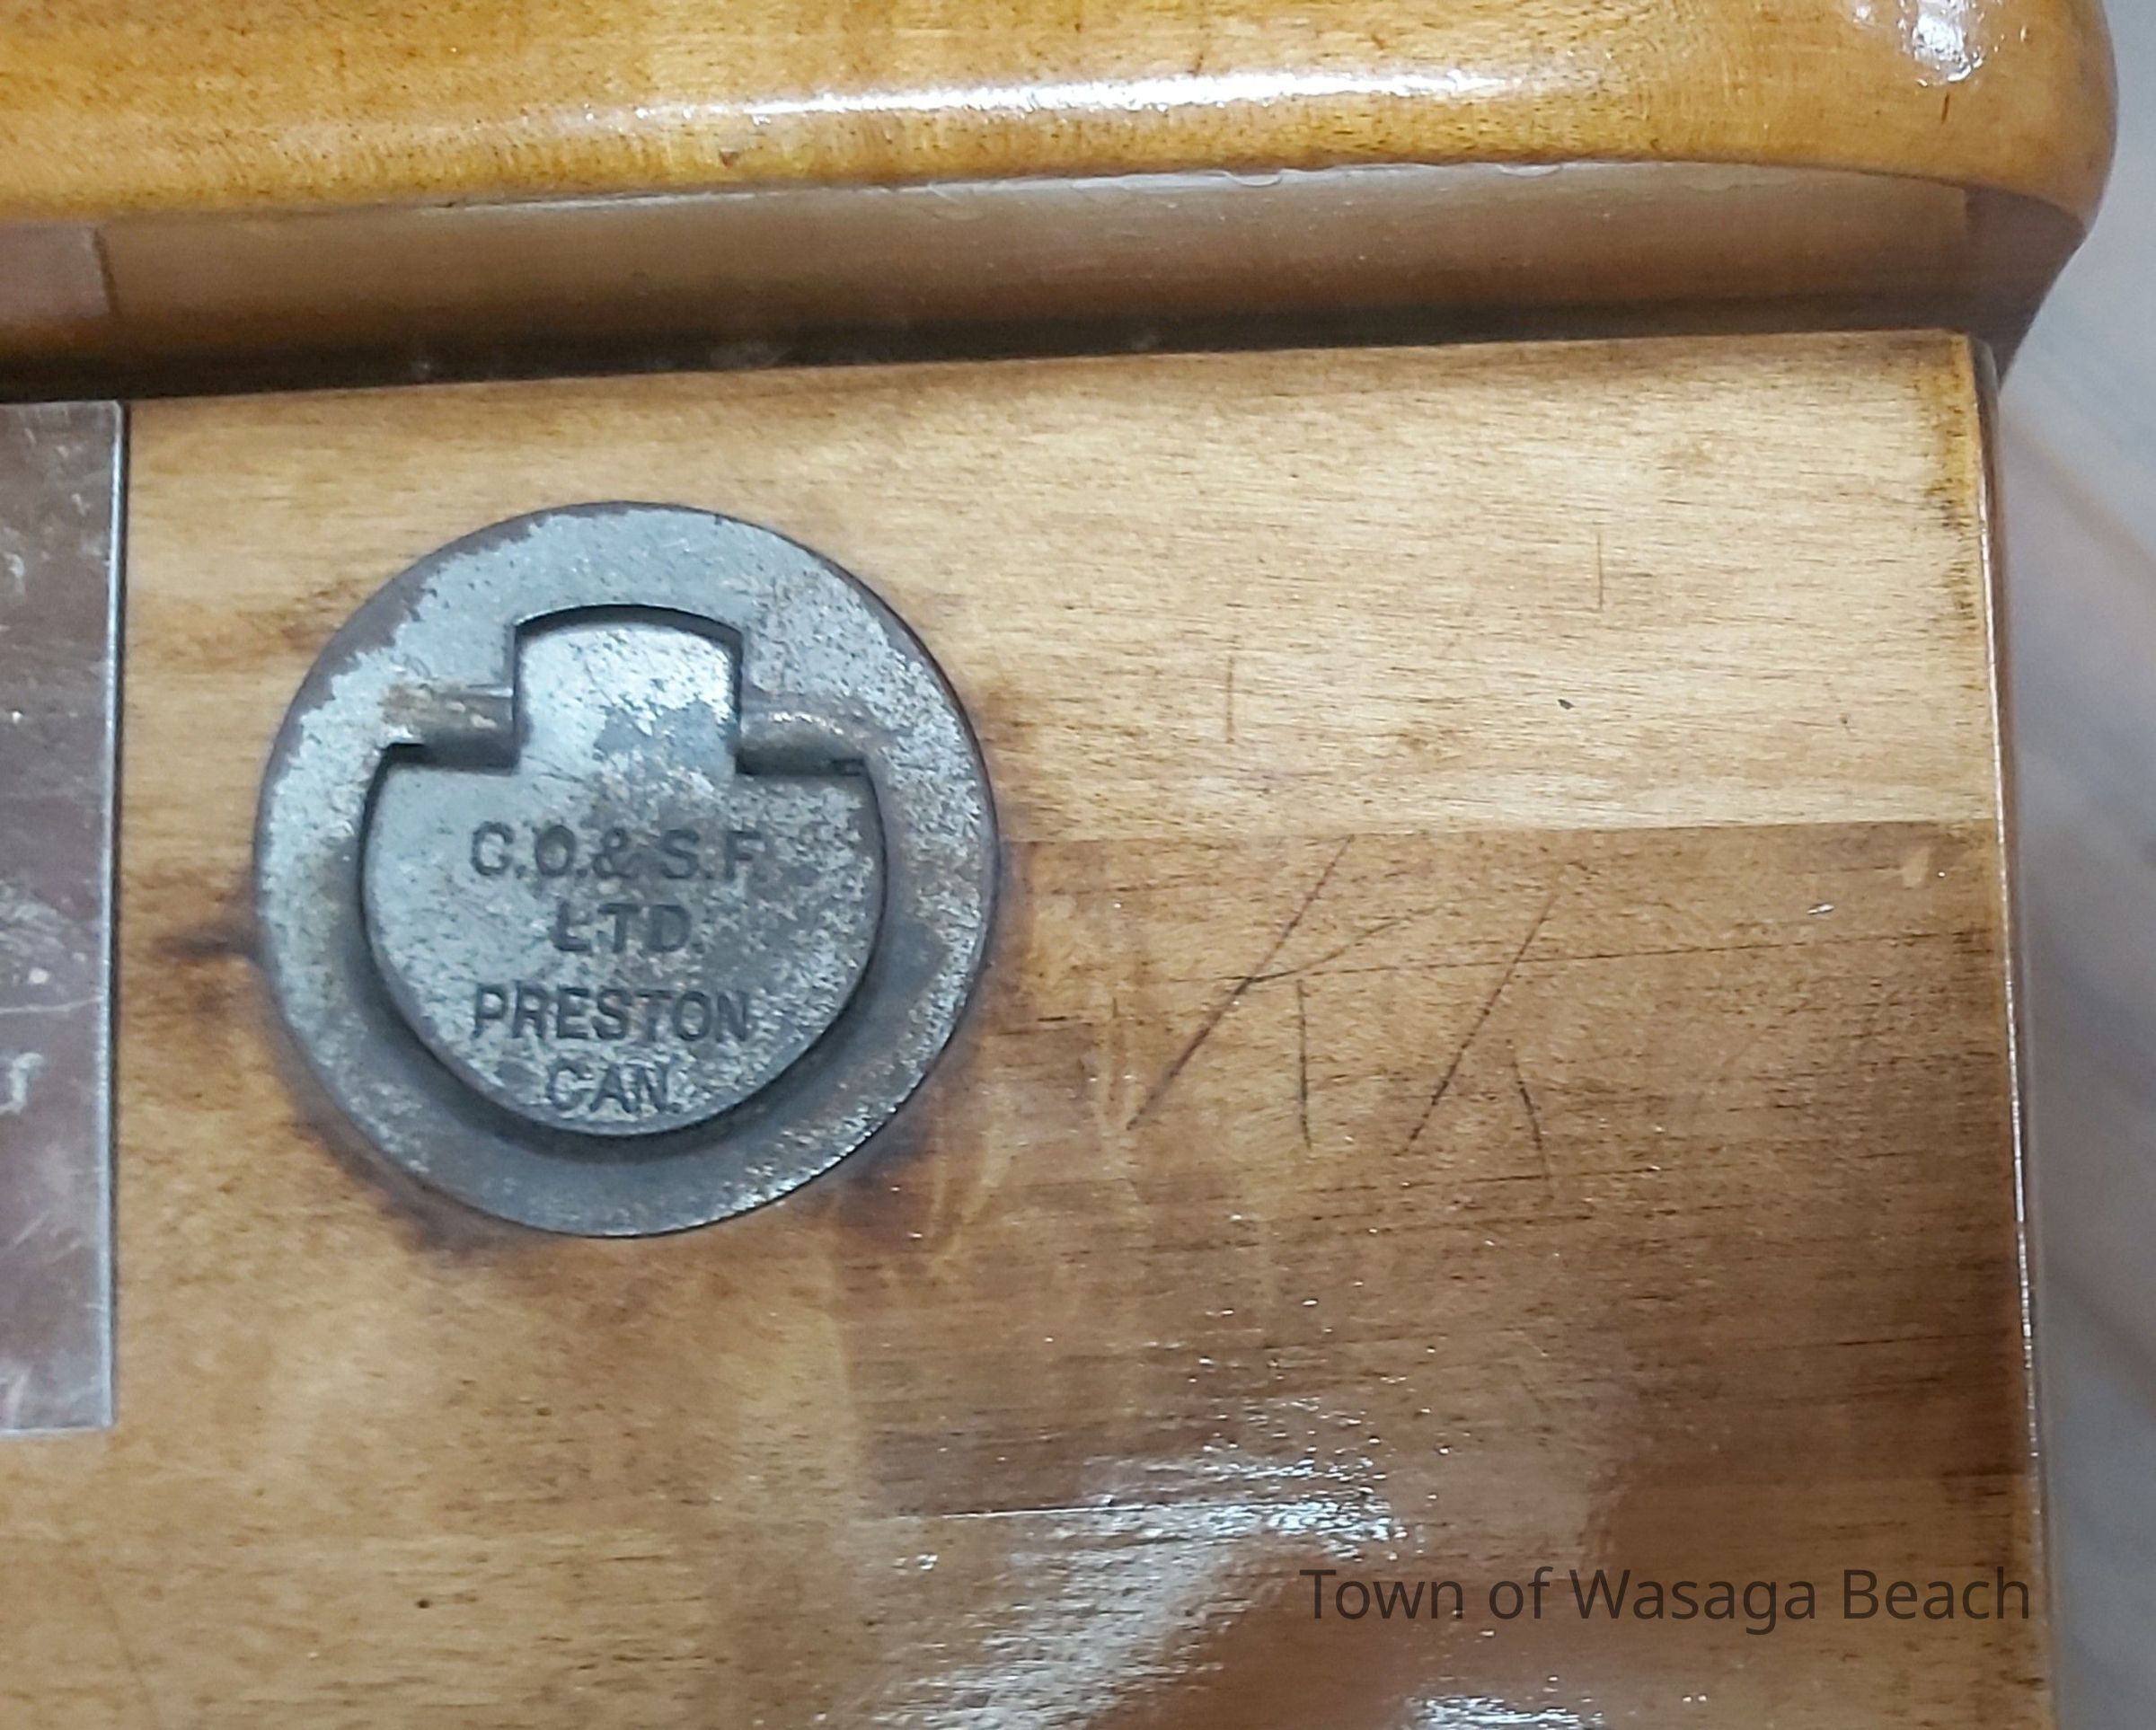 C.O.& S.F.
LTD.
PRESTON
CAN.
Town of Wasaga Beach